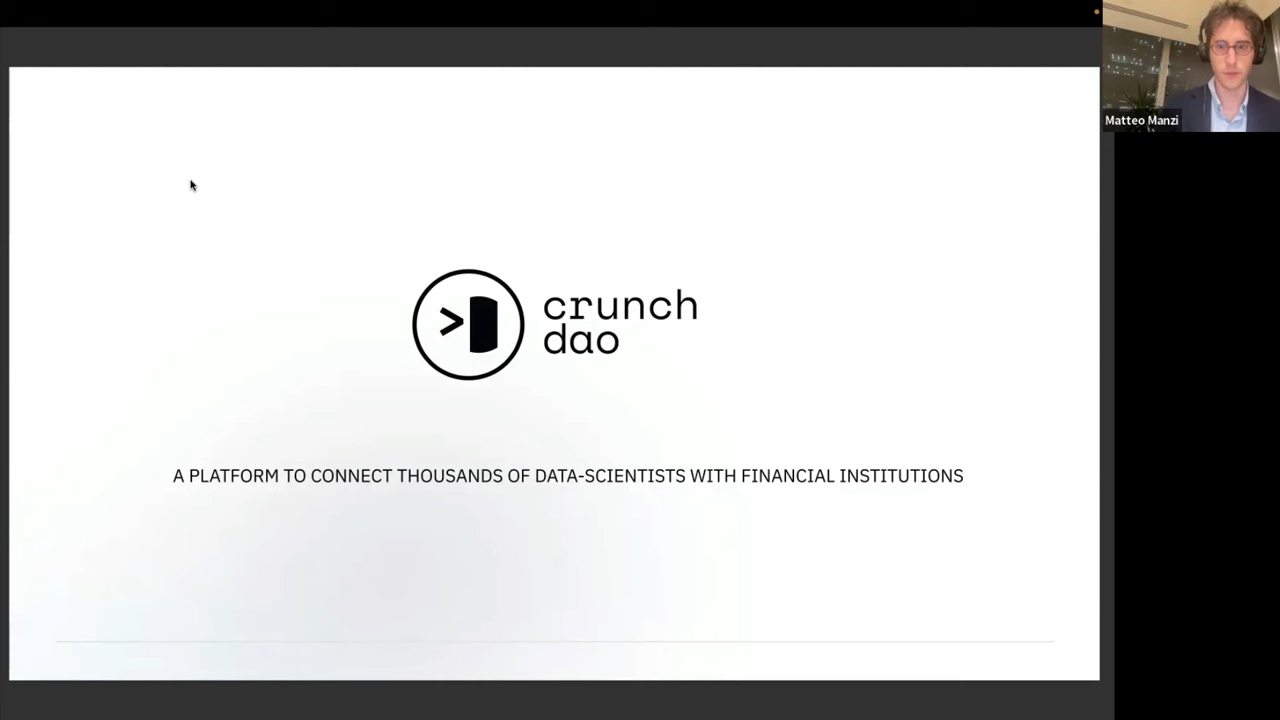 Matteo Manzi
crunch
dao
A PLATFORM TO CONNECT THOUSANDS OF DATA-SCIENTISTS WITH FINANCIAL INSTITUTIONS